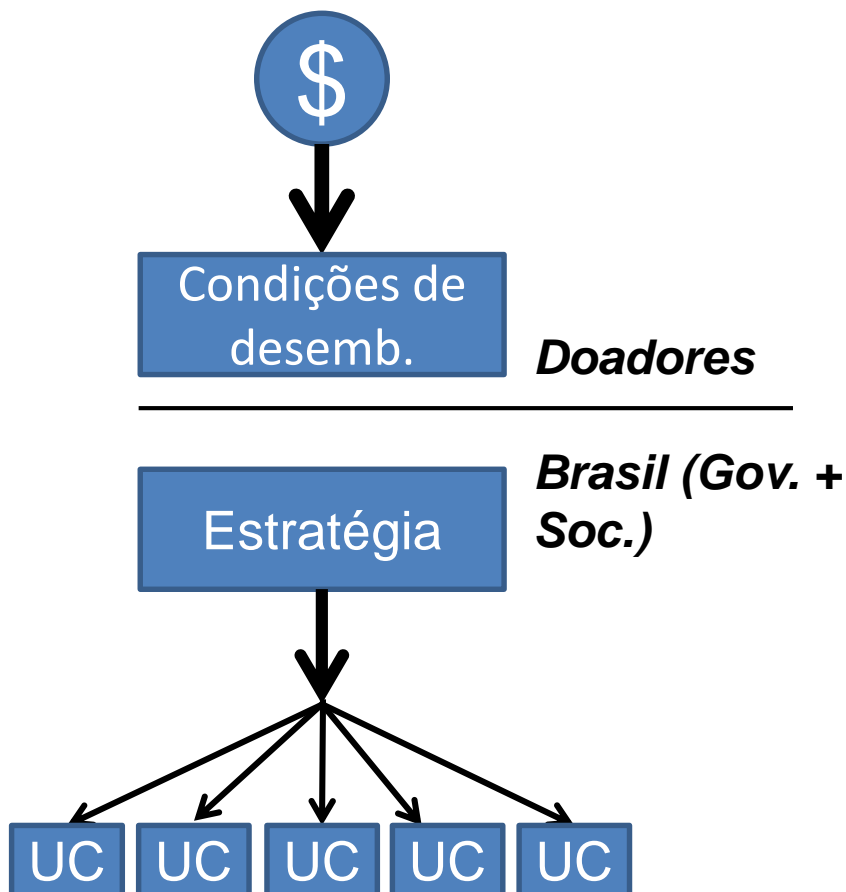 $
Condições de
desemb.
Doadores
Brasil (Gov. +
Soc.)
Estratégia
UC UC UC UC UC